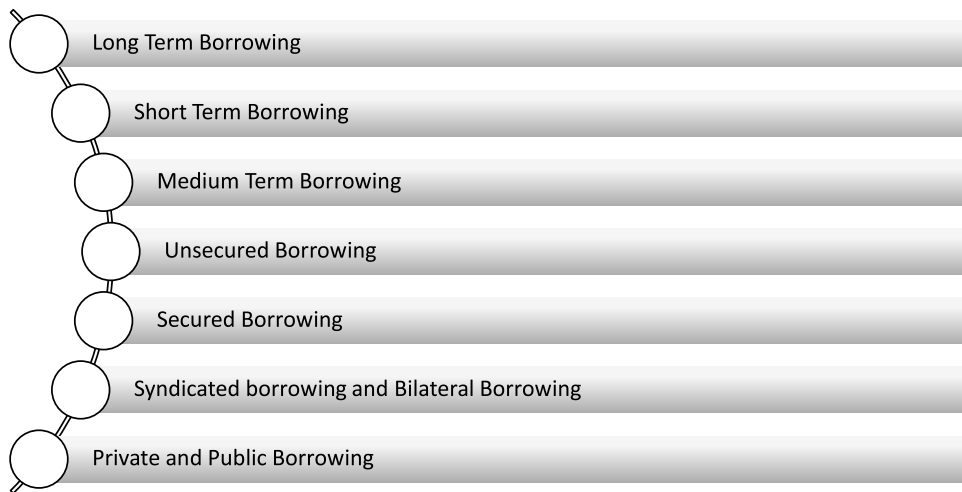 Long Term Borrowing
Short Term Borrowing
Medium Term Borrowing
Unsecured Borrowing
Secured Borrowing
Syndicated borrowing and Bilateral Borrowing
Private and Public Borrowing